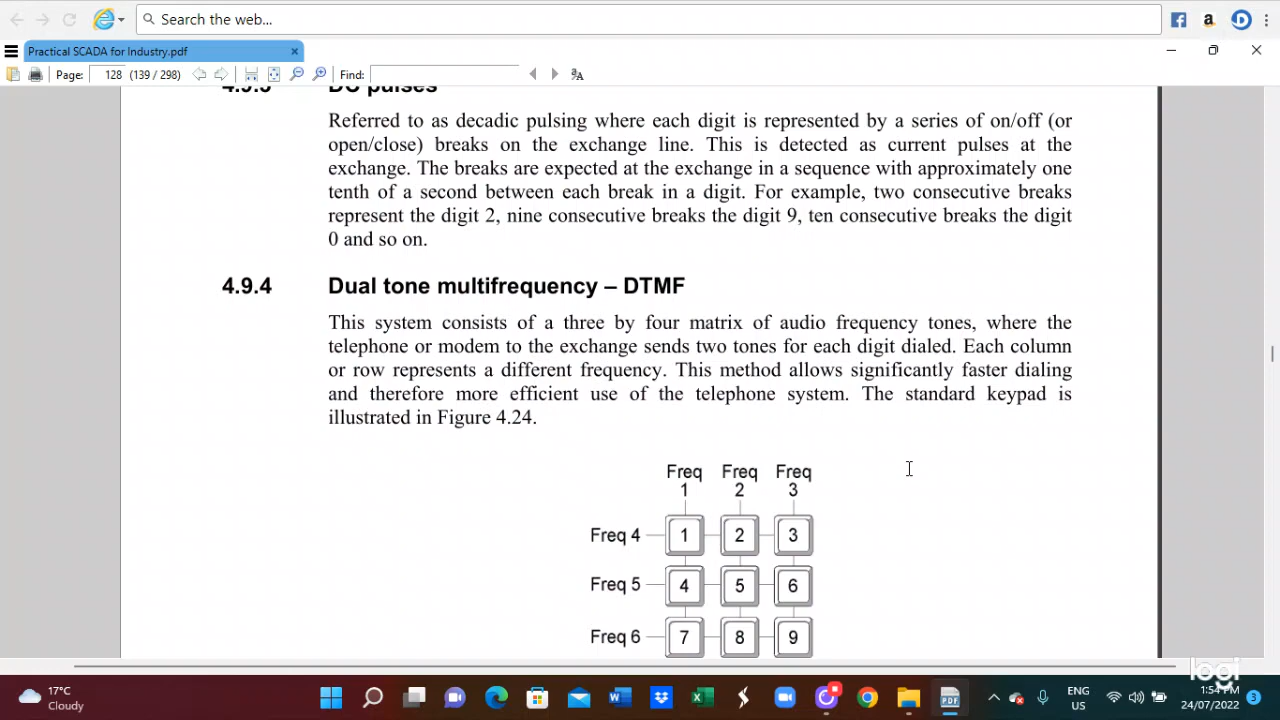 Search the web...
Practical SCADA for Industry.pdf
Page: 128 (139 / 298) Find:
4.9.3 DC pulses
Referred to as decadic pulsing where each digit is represented by a series of on/off (or
open/close) breaks on the exchange line. This is detected as current pulses at the
exchange. The breaks are expected at the exchange in a sequence with approximately one
tenth of a second between each break in a digit. For example, two consecutive breaks
represent the digit 2, nine consecutive breaks the digit 9, ten consecutive breaks the digit
0 and so on.
4.9.4 Dual tone multifrequency – DTMF
This system consists of a three by four matrix of audio frequency tones, where the
telephone or modem to the exchange sends two tones for each digit dialed. Each column
or row represents a different frequency. This method allows significantly faster dialing
and therefore more efficient use of the telephone system. The standard keypad is
illustrated in Figure 4.24.
Freq Freq Freq
1 2 3
Freq 4 1 2 3
Freq 5 4 5 6
Freq 6 7 8 9
17°C
Cloudy
ENG
US
1:54 PM
24/07/2022
3